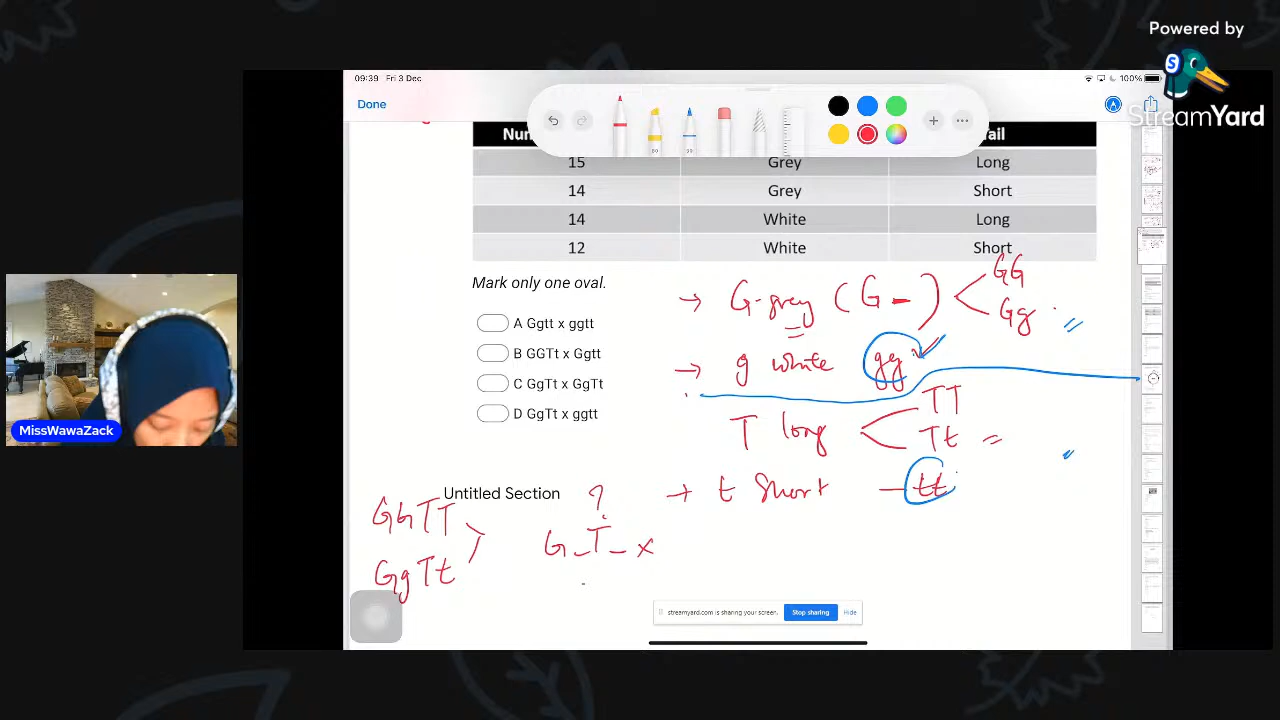 Powered by
StreamYard
09:39 Fri 3 Dec
100%
Done
15 Grey Long
14 Grey Short
14 White Long
12 White Short
Mark only one oval.
A Ggtt x ggtt
B GGTt x Ggtt
C GgTt x GgTt
D GgTt x ggtt
→ G-grey (G-) < GG
Gg
→ g white gg
T long < TT
Tt =
→ t Short — tt
Untitled Section
?
GGTT
GgTt
G_T_ x
MissWawaZack
streamyard.com is sharing your screen. Stop sharing Hide